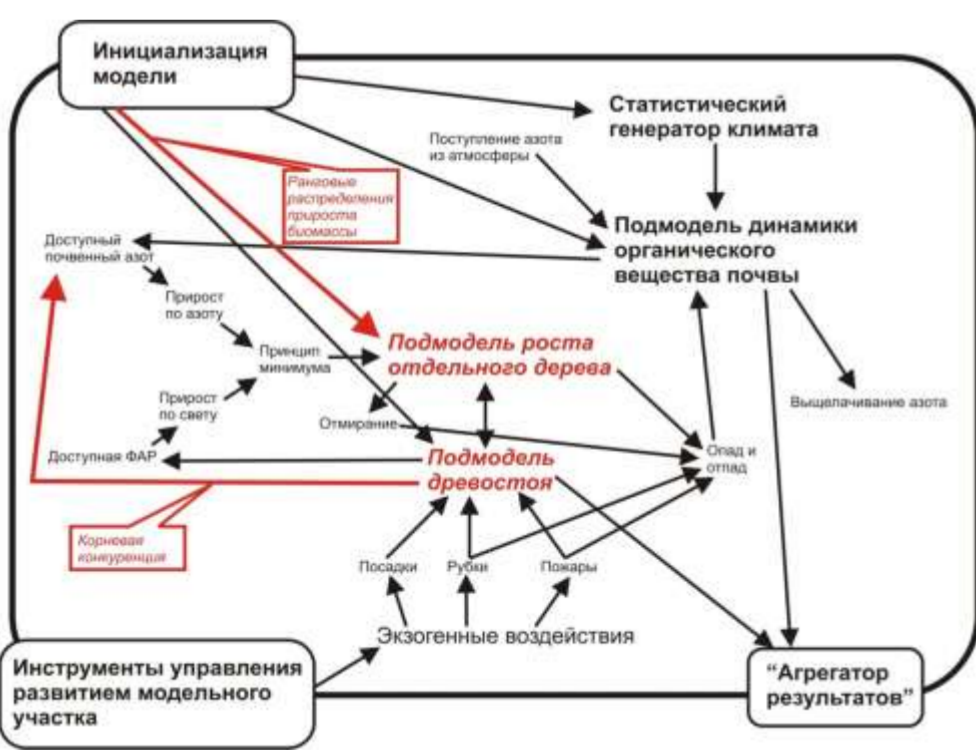 Инициализация
модели
Статистический
генератор климата
Поступление азота
из атмосферы
Ранговые
распределения
прироста
биомассы
Подмодель динамики
органического
вещества почвы
Доступный
почвенный азот
Прирост
по азоту
Принцип
минимума
Подмодель роста
отдельного дерева
Прирост
по свету
Выщелачивание азота
Отмирание
Доступная ФАР
Подмодель
древостоя
Опад и
отпад
Корневая
конкуренция
Посадки
Рубки
Пожары
Экзогенные воздействия
Инструменты управления
развитием модельного
участка
“Агрегатор
результатов”